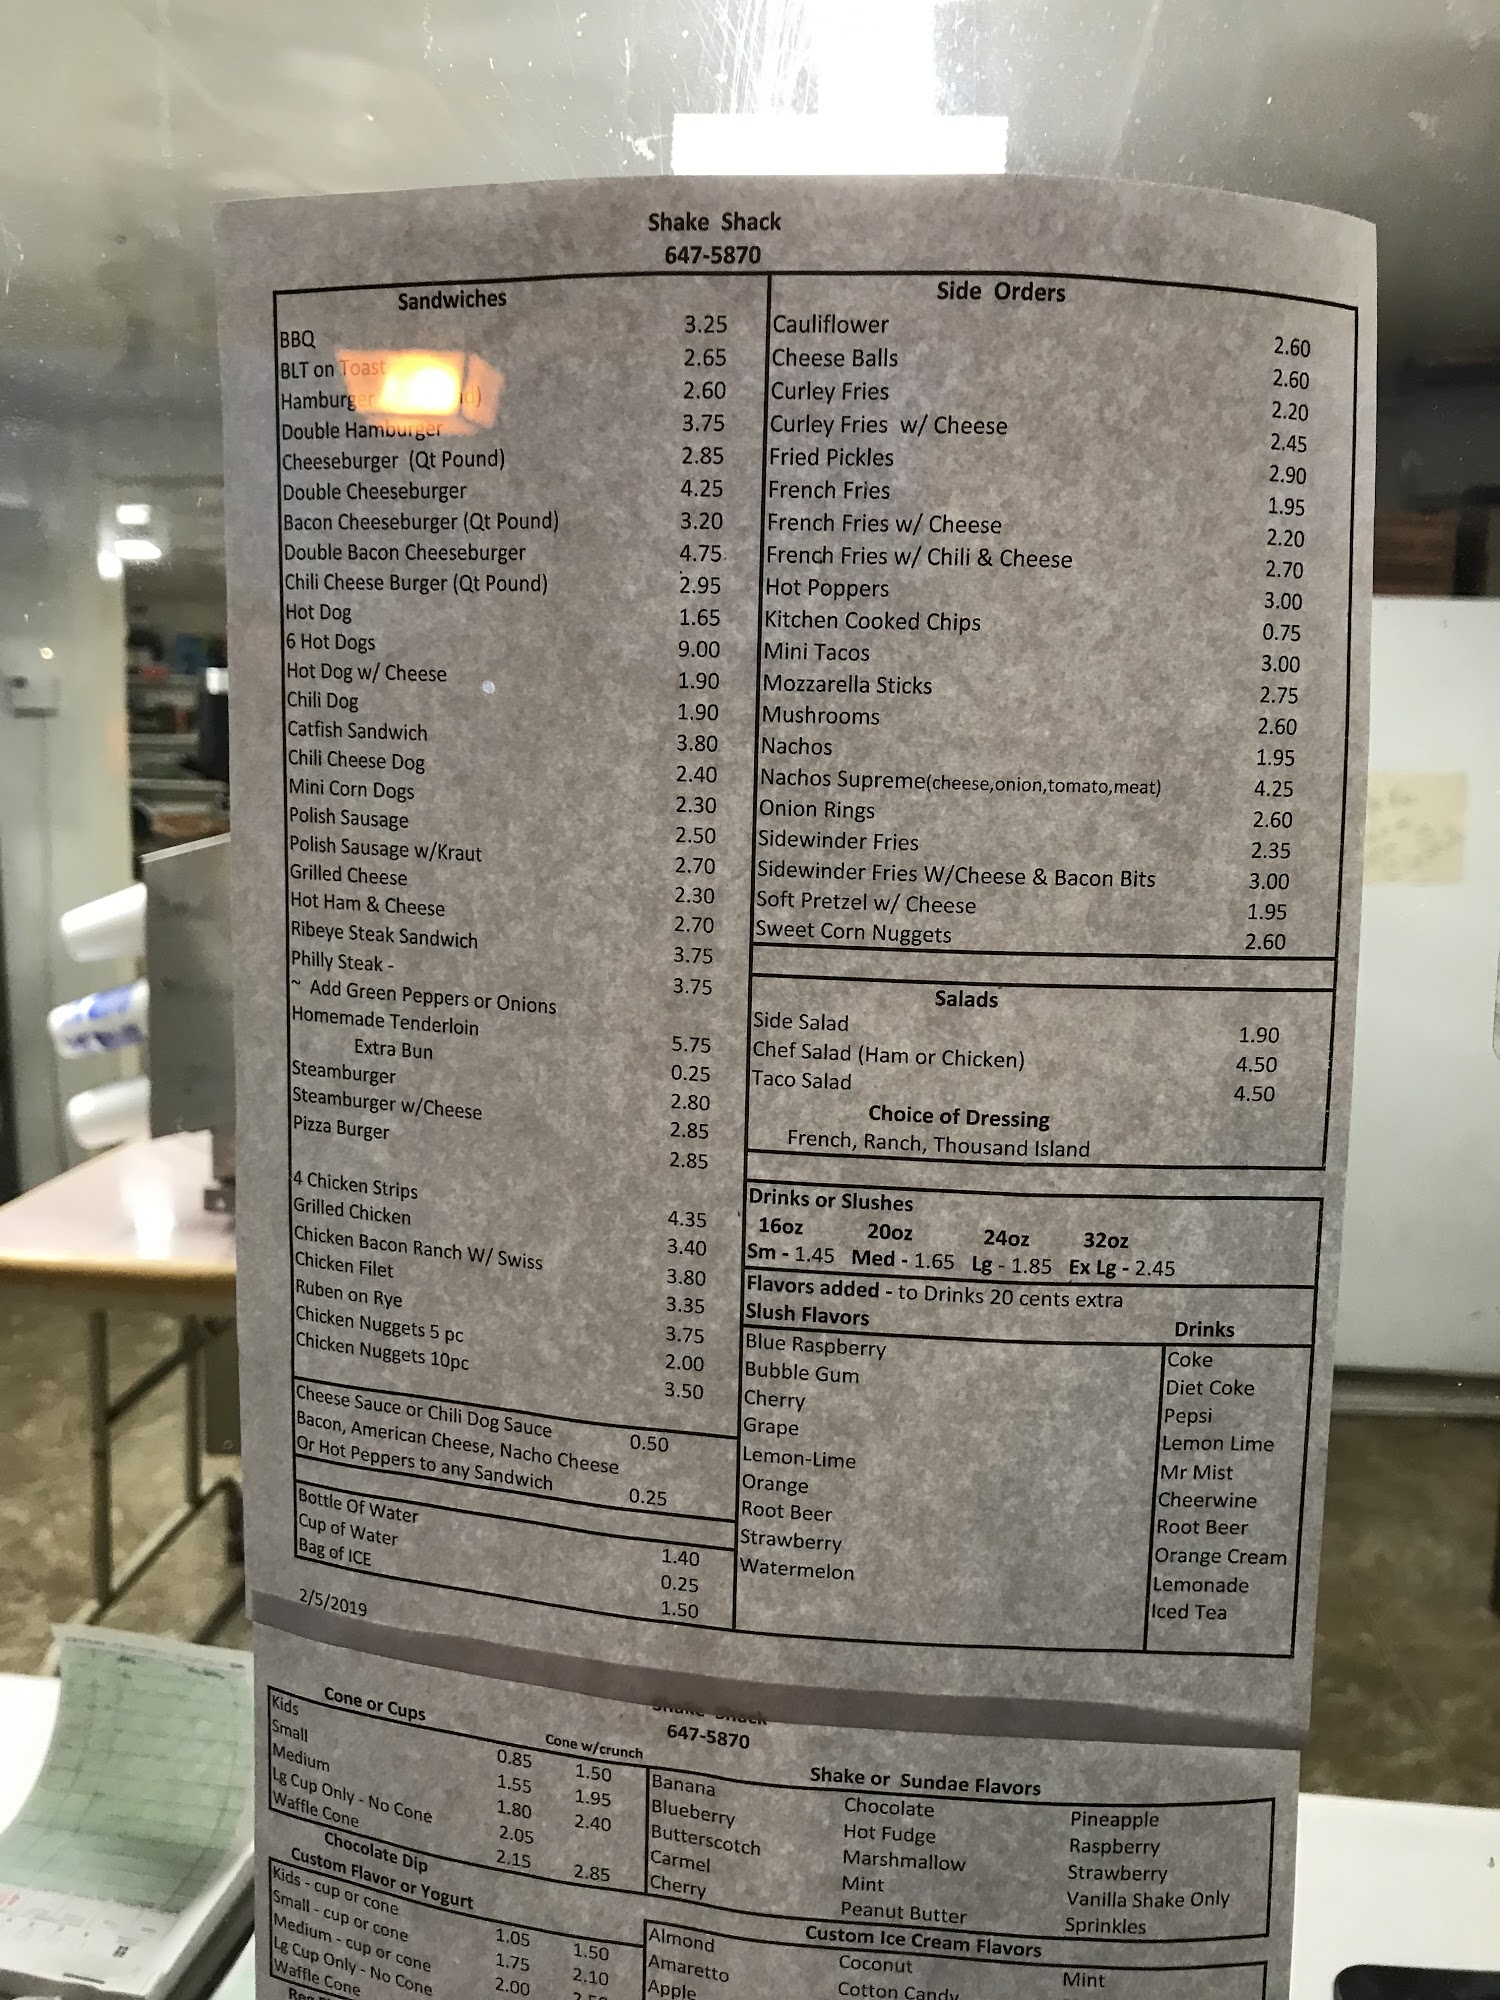 Shake Shack
647-5870
Sandwiches
BBQ 3.25
BLT on Toast 2.65
Hamburger 2.60
Double Hamburger 3.75
Cheeseburger (Qt Pound) 2.85
Double Cheeseburger 4.25
Bacon Cheeseburger (Qt Pound) 3.20
Double Bacon Cheeseburger 4.75
Chili Cheese Burger (Qt Pound) 2.95
Hot Dog 1.65
6 Hot Dogs 9.00
Hot Dog w/ Cheese 1.90
Chili Dog 1.90
Catfish Sandwich 3.80
Chili Cheese Dog 2.40
Mini Corn Dogs 2.30
Polish Sausage 2.50
Polish Sausage w/Kraut 2.70
Grilled Cheese 2.30
Hot Ham & Cheese 2.70
Ribeye Steak Sandwich 3.75
Philly Steak - 3.75
~ Add Green Peppers or Onions
Homemade Tenderloin 5.75
Extra Bun 0.25
Steamburger 2.80
Steamburger w/Cheese 2.85
Pizza Burger 2.85
4 Chicken Strips 4.35
Grilled Chicken 3.40
Chicken Bacon Ranch W/ Swiss 3.80
Chicken Filet 3.35
Ruben on Rye 3.75
Chicken Nuggets 5 pc 2.00
Chicken Nuggets 10pc 3.50
Cheese Sauce or Chili Dog Sauce 0.50
Bacon, American Cheese, Nacho Cheese
Or Hot Peppers to any Sandwich 0.25
Bottle Of Water 1.40
Cup of Water 0.25
Bag of ICE 1.50
2/5/2019
Side Orders
Cauliflower 2.60
Cheese Balls 2.60
Curley Fries 2.20
Curley Fries w/ Cheese 2.45
Fried Pickles 2.90
French Fries 1.95
French Fries w/ Cheese 2.20
French Fries w/ Chili & Cheese 2.70
Hot Poppers 3.00
Kitchen Cooked Chips 0.75
Mini Tacos 3.00
Mozzarella Sticks 2.75
Mushrooms 2.60
Nachos 1.95
Nachos Supreme(cheese,onion,tomato,meat) 4.25
Onion Rings 2.60
Sidewinder Fries 2.35
Sidewinder Fries W/Cheese & Bacon Bits 3.00
Soft Pretzel w/ Cheese 1.95
Sweet Corn Nuggets 2.60
Salads
Side Salad 1.90
Chef Salad (Ham or Chicken) 4.50
Taco Salad 4.50
Choice of Dressing
French, Ranch, Thousand Island
Drinks or Slushes
16oz 20oz 24oz 32oz
Sm - 1.45 Med - 1.65 Lg - 1.85 Ex Lg - 2.45
Flavors added - to Drinks 20 cents extra
Slush Flavors
Blue Raspberry
Bubble Gum
Cherry
Grape
Lemon-Lime
Orange
Root Beer
Strawberry
Watermelon
Drinks
Coke
Diet Coke
Pepsi
Lemon Lime
Mr Mist
Cheerwine
Root Beer
Orange Cream
Lemonade
Iced Tea
Shake Shack
647-5870
Cone or Cups
Cone w/crunch
Kids 0.85 1.50
Small 1.55 1.95
Medium 1.80 2.40
Lg Cup Only - No Cone 2.05
Waffle Cone 2.15 2.85
Chocolate Dip
Custom Flavor or Yogurt
Kids - cup or cone 1.05 1.50
Small - cup or cone 1.75 2.10
Medium - cup or cone 2.00
Lg Cup Only - No Cone
Waffle Cone
Shake or Sundae Flavors
Banana Chocolate Pineapple
Blueberry Hot Fudge Raspberry
Butterscotch Marshmallow Strawberry
Carmel Mint Vanilla Shake Only
Cherry Peanut Butter Sprinkles
Custom Ice Cream Flavors
Almond Coconut Mint
Amaretto Cotton Candy
Apple